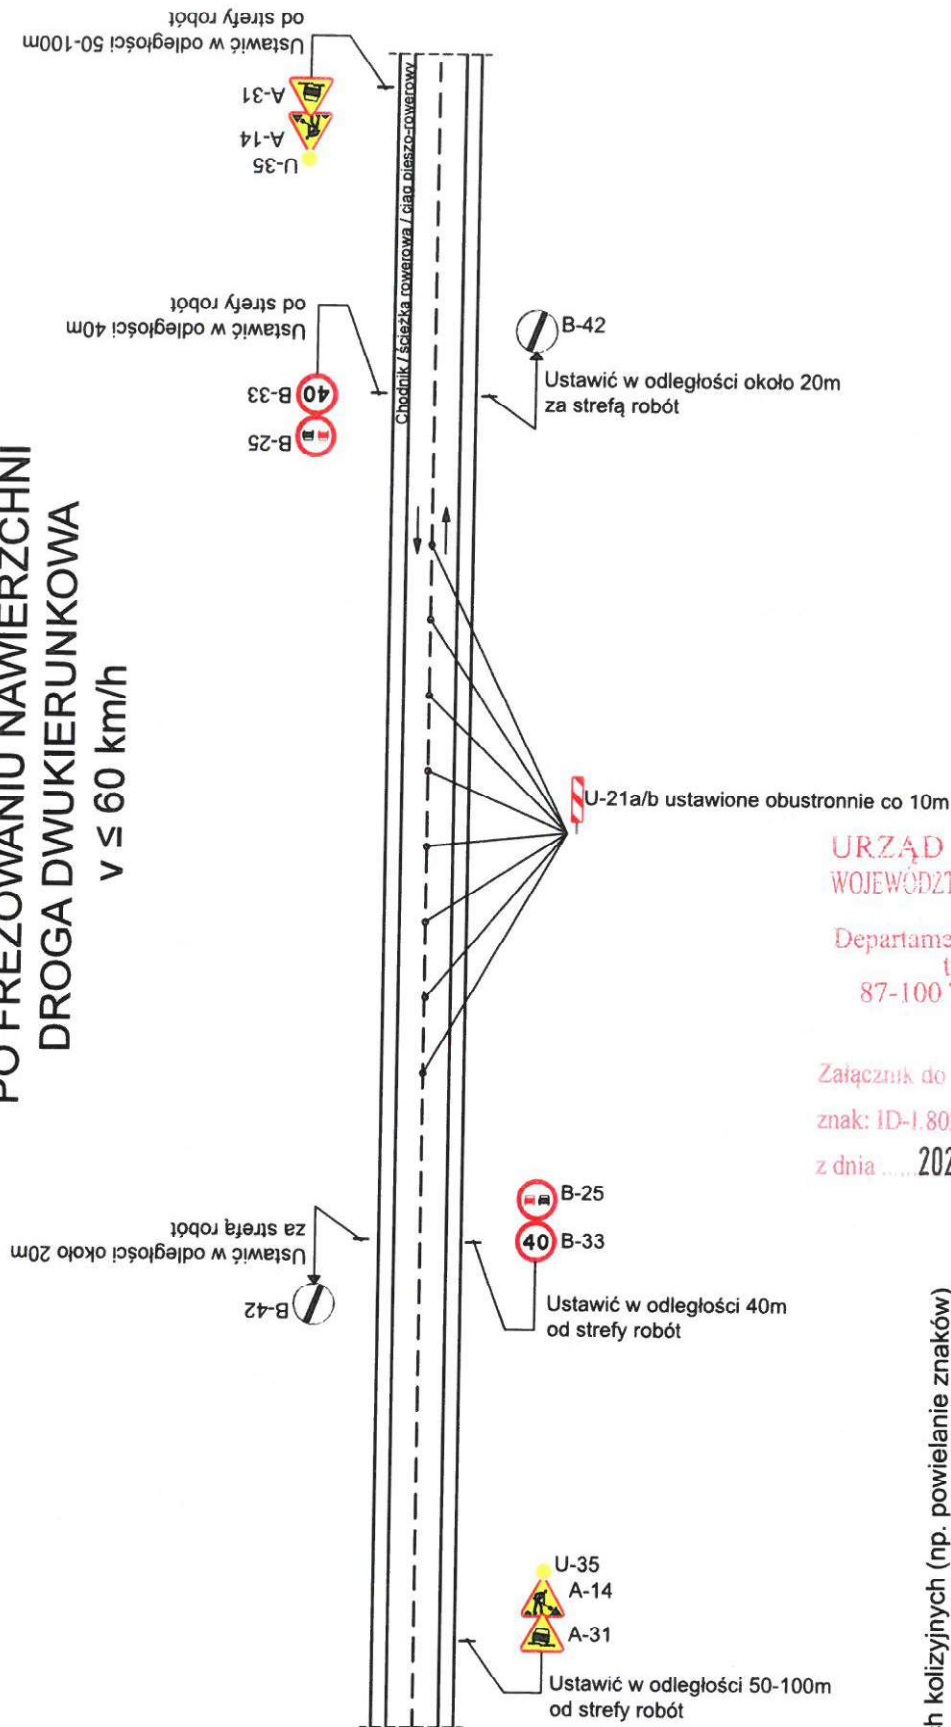 PO FREZOWANIU NAWIERZCHNI
DROGA DWUKIERUNKOWA
v ≤ 60 km/h
Ustawić w odległości 50-100m
od strefy robót
A-31
A-14
U-35
Chodnik / ścieżka rowerowa / ciąg pieszo-rowerowy
Ustawić w odległości 40m
od strefy robót
40 B-33
B-25
B-42
Ustawić w odległości około 20m
za strefą robót
U-21a/b ustawione obustronnie co 10m
URZĄD
Załącznik do
znak: ID-I.80
z dnia 202
Ustawić w odległości około 20m
za strefą robót
B-42
B-25
40 B-33
Ustawić w odległości 40m
od strefy robót
U-35
A-14
A-31
Ustawić w odległości 50-100m
od strefy robót
kolizyjnych (np. powielanie znaków)
87-100